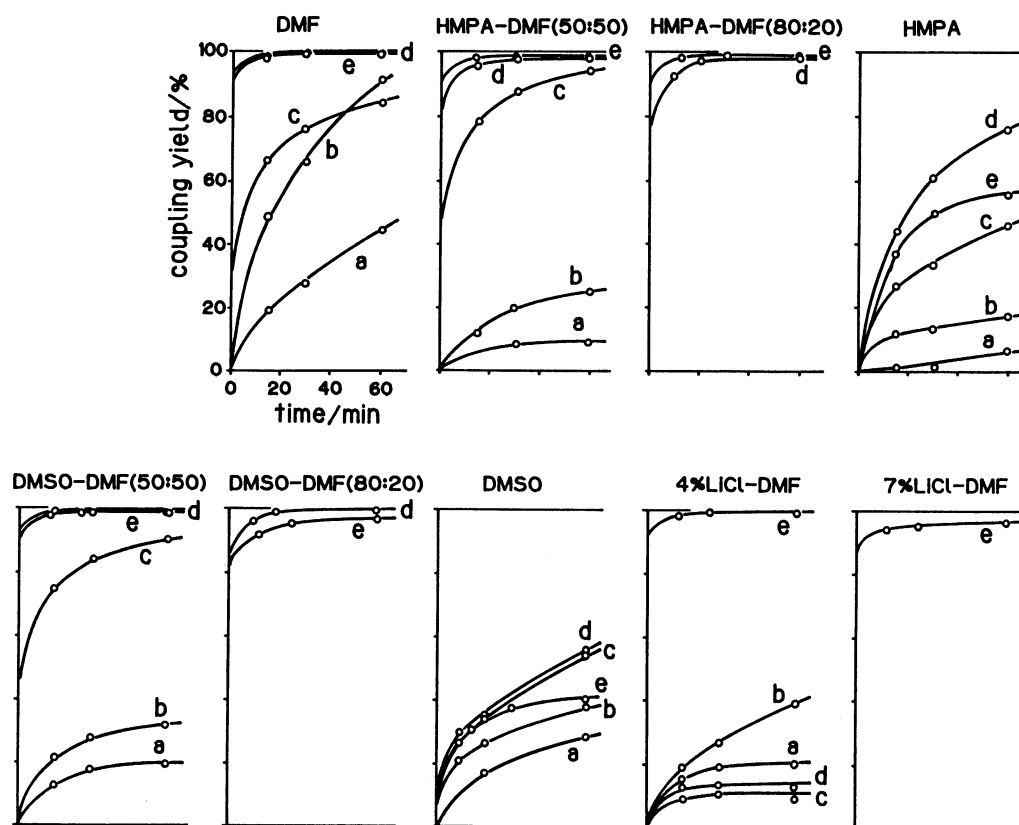 DMF
HMPA-DMF(50:50)
HMPA-DMF(80:20)
HMPA
coupling yield/%
100
80
60
40
20
0
0 20 40 60
time/min
d
e
c
b
a
e
d
c
b
a
e
d
d
e
c
b
a
DMSO-DMF(50:50)
DMSO-DMF(80:20)
DMSO
4%LiCl-DMF
7%LiCl-DMF
d
e
c
b
a
d
e
d
c
e
b
a
e
b
a
d
c
e